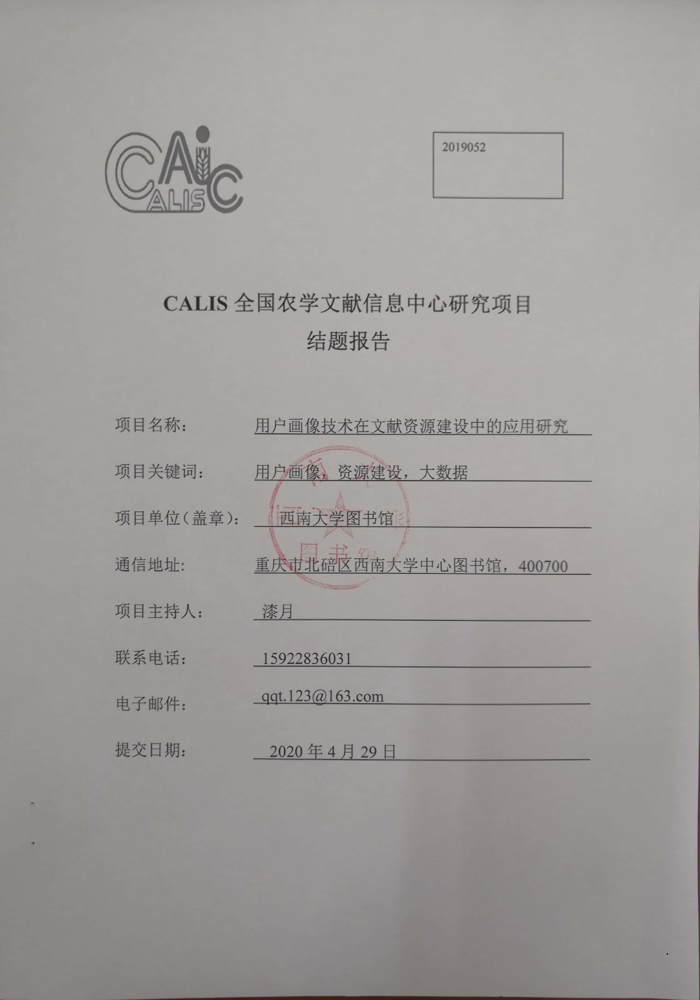 CAiC
CALIS
2019052
CALIS 全国农学文献信息中心研究项目
结题报告
项目名称： 用户画像技术在文献资源建设中的应用研究
项目关键词： 用户画像，资源建设，大数据
项目单位（盖章）： 西南大学图书馆
通信地址: 重庆市北碚区西南大学中心图书馆，400700
项目主持人： 漆月
联系电话： 15922836031
电子邮件： qqt.123@163.com
提交日期： 2020 年 4 月 29 日
西南大
图书馆